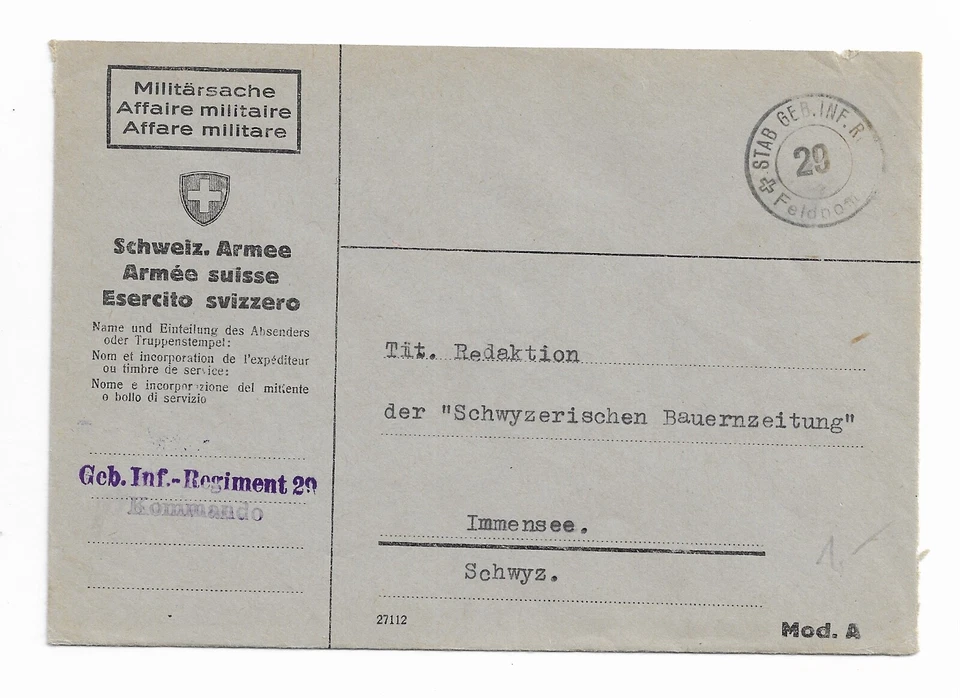 Militärsache
Affaire militaire
Affare militare
Schweiz. Armee
Armée suisse
Esercito svizzero
Name und Einteilung des Absenders
oder Truppenstempel:
Nom et incorporation de l'expéditeur
ou timbre de service:
Nome e incorporazione del mittente
o bollo di servizio
Geb. Inf.-Regiment 29
Kommando
STAB GEB. INF. R.
29
Feldpost
Tit. Redaktion
der "Schwyzerischen Bauernzeitung"
Immensee.
Schwyz.
27112
Mod. A
1.-